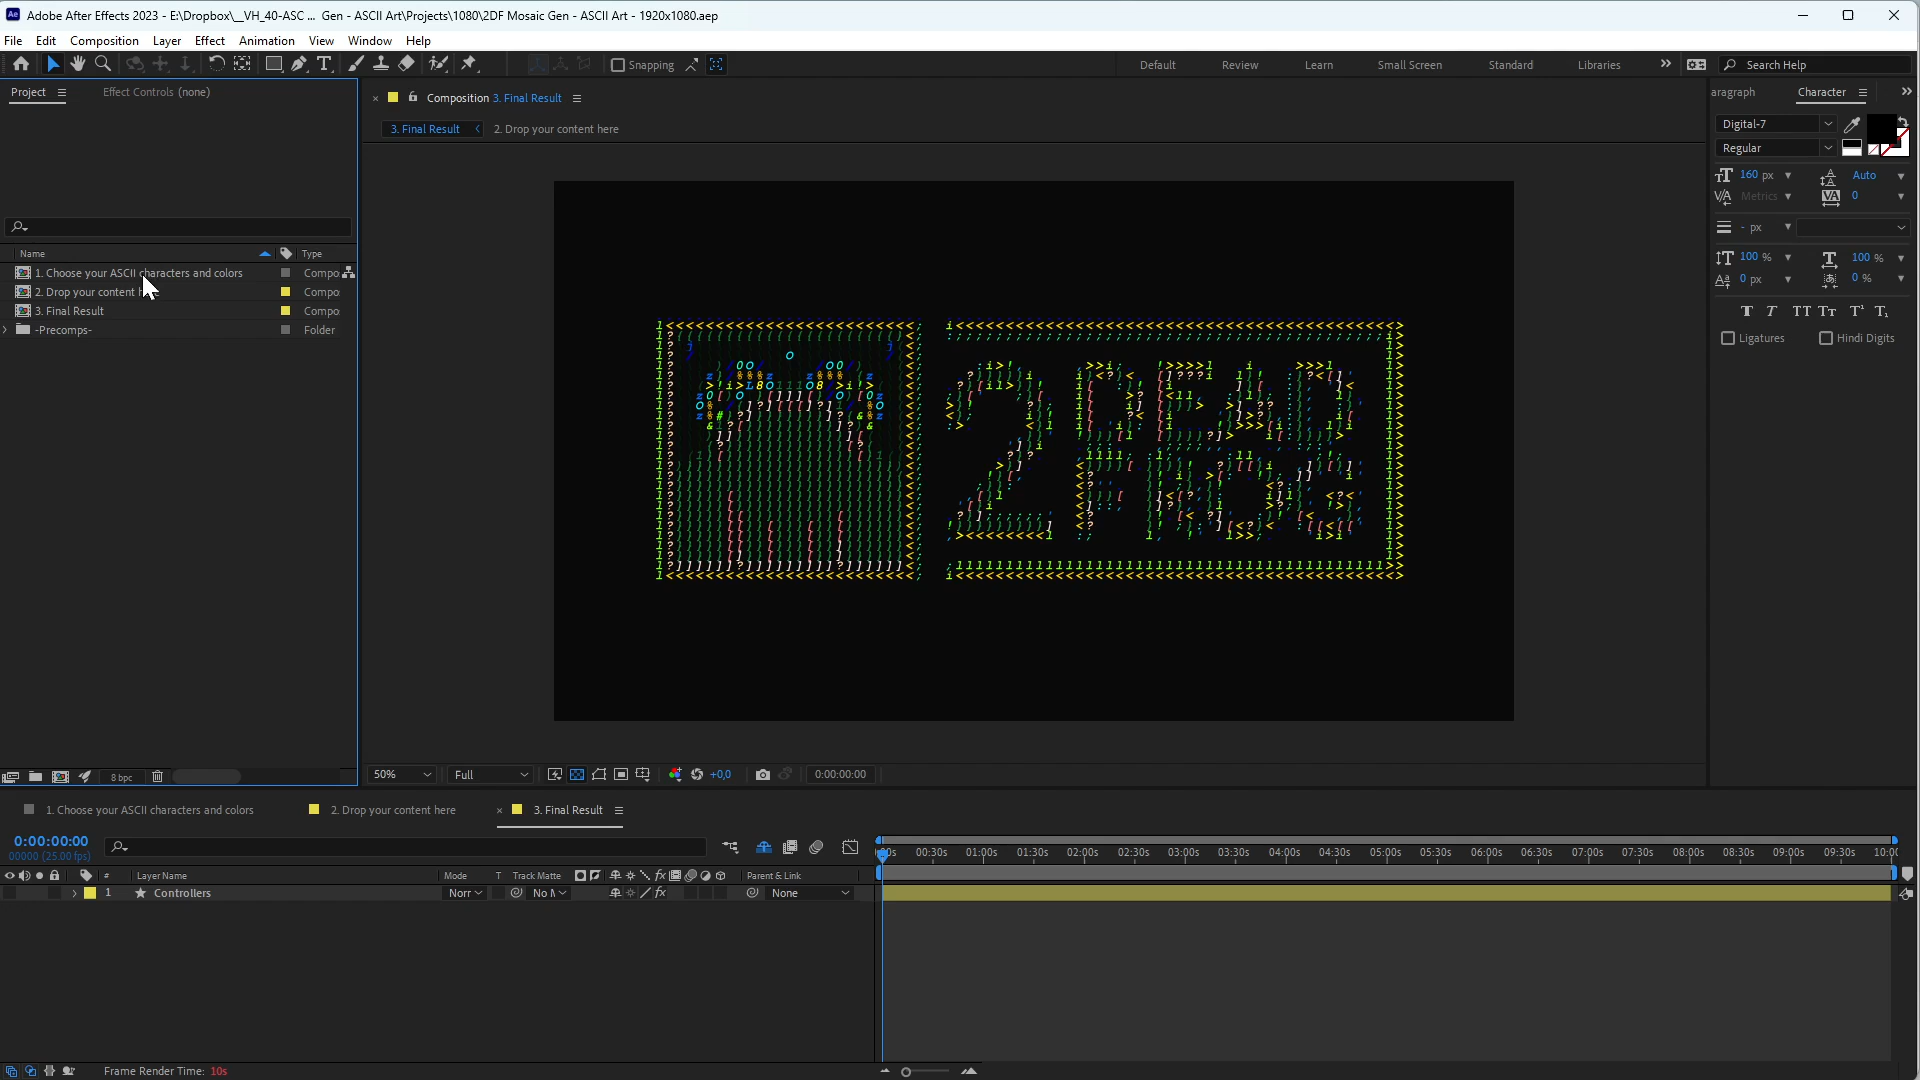 Adobe After Effects 2023 - E:\Dropbox\__VH_40-ASC ... Gen - ASCII Art\Projects\1080\2DF Mosaic Gen - ASCII Art - 1920x1080.aep
File Edit Composition Layer Effect Animation View Window Help
Snapping
Default Review Learn Small Screen Standard Libraries
Search Help
Project
Effect Controls (none)
Composition 3. Final Result
aragraph Character
3. Final Result
2. Drop your content here
Digital-7
Regular
160 px
Auto
Metrics
0
- px
100 %
100 %
0 px
0 %
Ligatures
Hindi Digits
Name Type
1. Choose your ASCII characters and colors Compo
2. Drop your content Compo
3. Final Result Compo
-Precomps- Folder
2 DEAD
FROG
8 bpc
50%
Full
+0,0
0:00:00:00
1. Choose your ASCII characters and colors
2. Drop your content here
3. Final Result
0:00:00:00
00000 (25.00 fps)
00:30s 01:00s 01:30s 02:00s 02:30s 03:00s 03:30s 04:00s 04:30s 05:00s 05:30s 06:00s 06:30s 07:00s 07:30s 08:00s 08:30s 09:00s 09:30s 10:0
# Layer Name Mode T Track Matte Parent & Link
1 Controllers Norr No M None
Frame Render Time: 10s